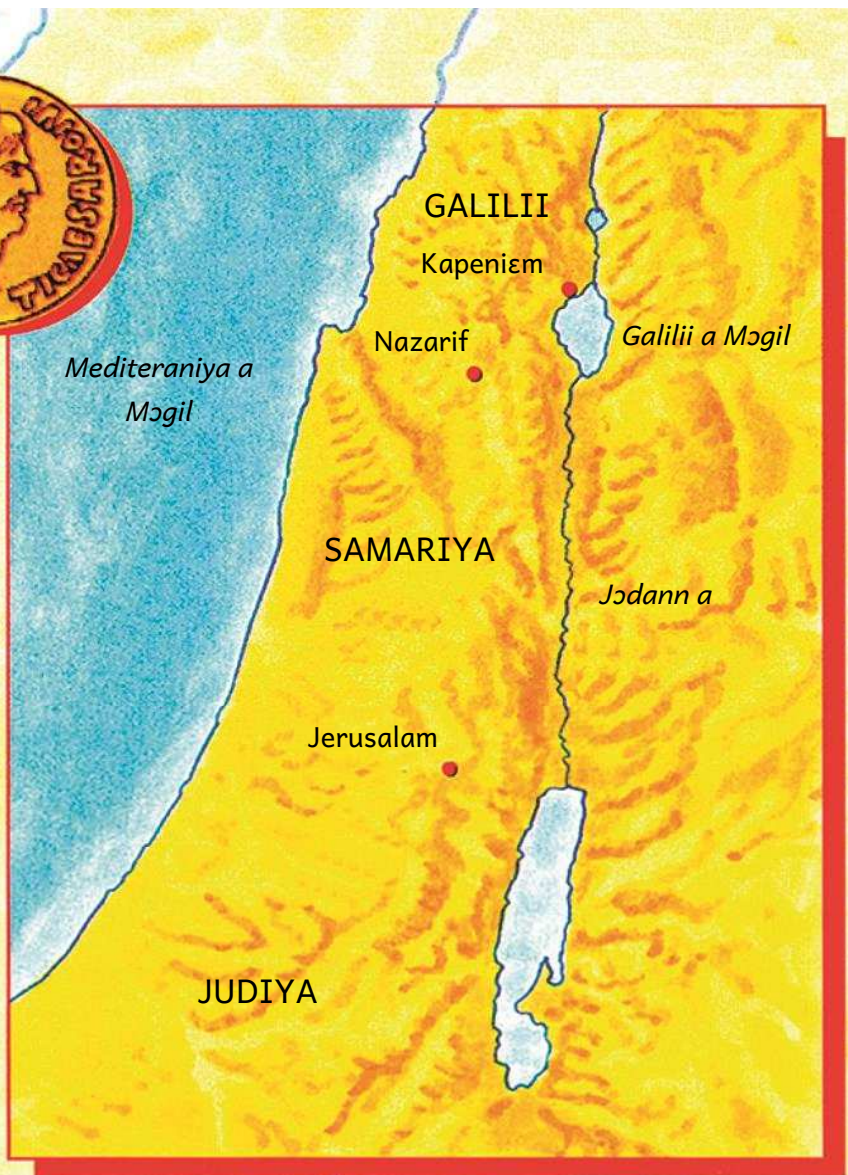 GALILII
Kapeniɛm
Nazarif
Galilii a Mɔgil
Mediteraniya a
Mɔgil
SAMARIYA
Jɔdann a
Jerusalam
JUDIYA